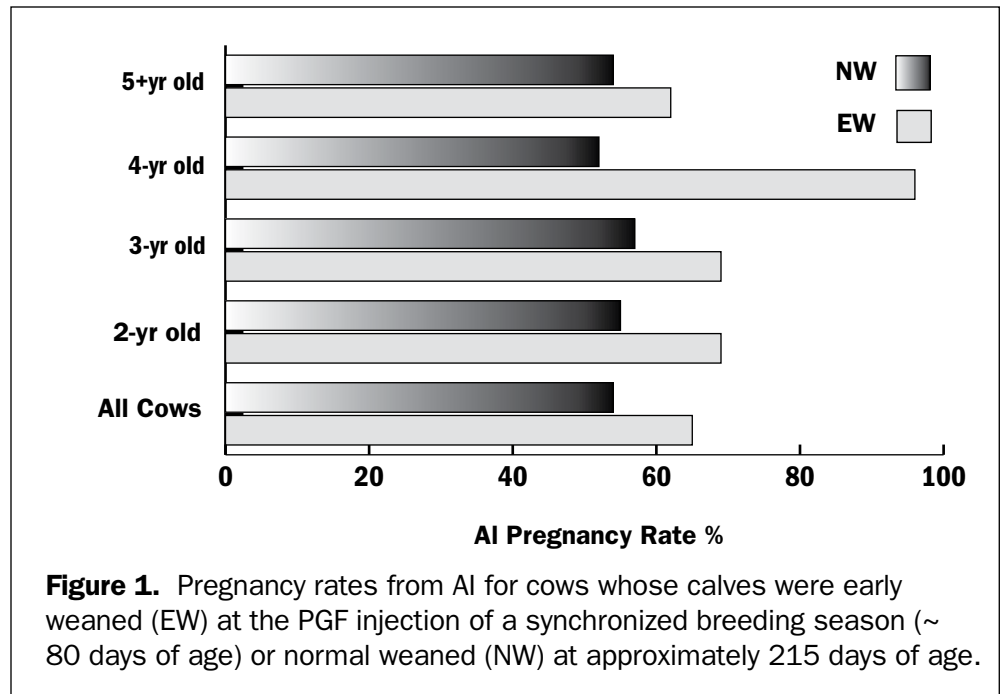 5+yr old
4-yr old
3-yr old
2-yr old
All Cows
NW
EW
0 20 40 60 80 100
AI Pregnancy Rate %
Figure 1. Pregnancy rates from AI for cows whose calves were early
weaned (EW) at the PGF injection of a synchronized breeding season (~
80 days of age) or normal weaned (NW) at approximately 215 days of age.